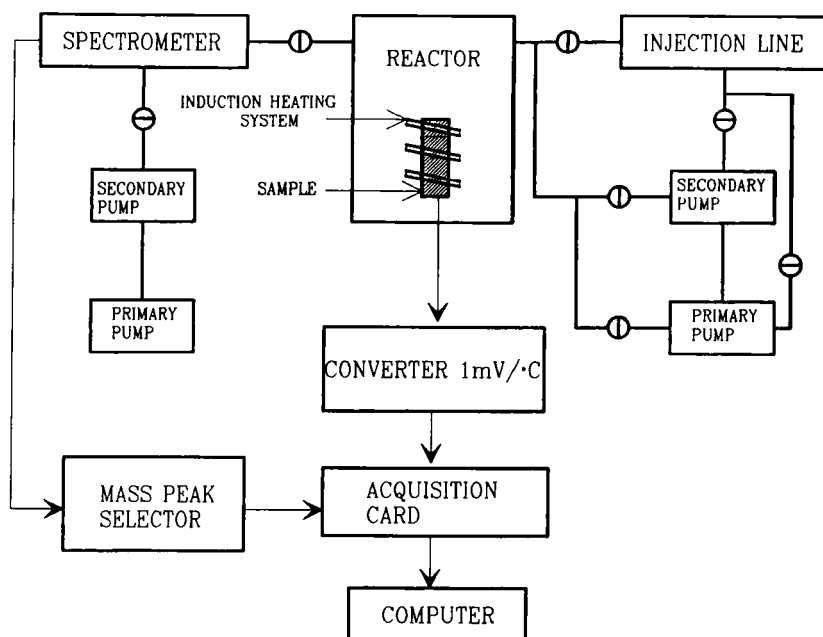 SPECTROMETER
REACTOR
INJECTION LINE
INDUCTION HEATING
SYSTEM
SAMPLE
SECONDARY
PUMP
SECONDARY
PUMP
PRIMARY
PUMP
PRIMARY
PUMP
CONVERTER 1mV/·C
MASS PEAK
SELECTOR
ACQUISITION
CARD
COMPUTER